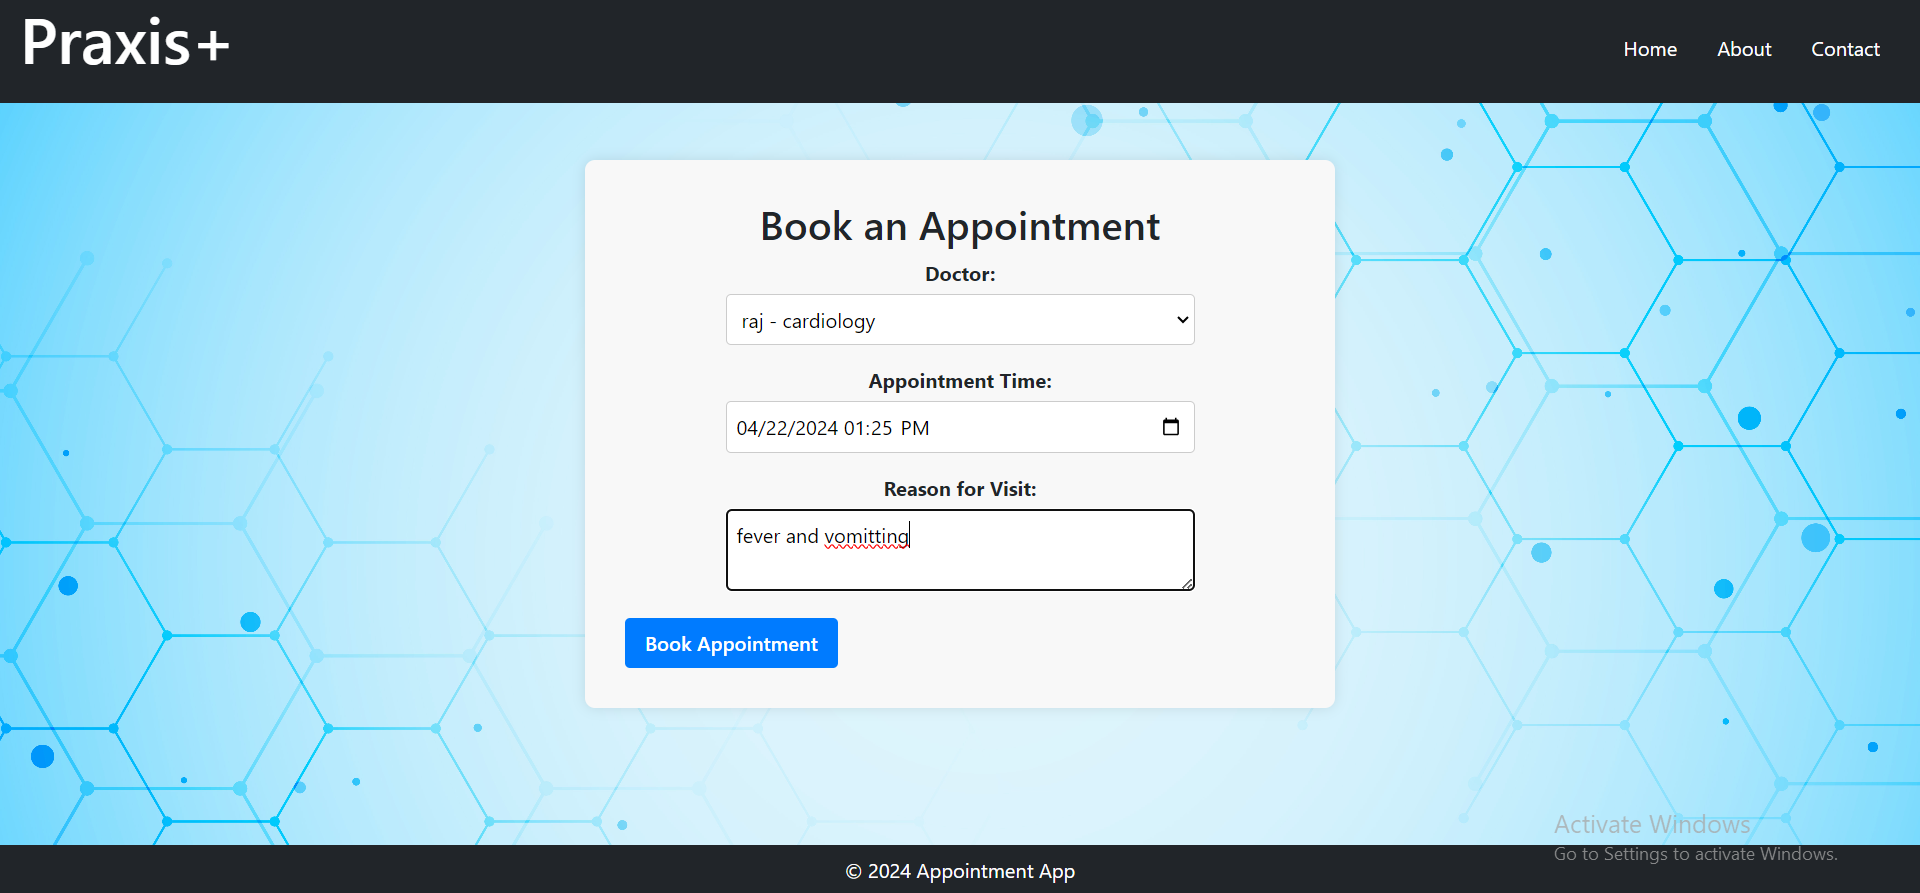 Praxis+
Home About Contact
Book an Appointment
Doctor:
raj - cardiology
Appointment Time:
04/22/2024 01:25 PM
Reason for Visit:
fever and vomitting
Book Appointment
Activate Windows
Go to Settings to activate Windows.
© 2024 Appointment App